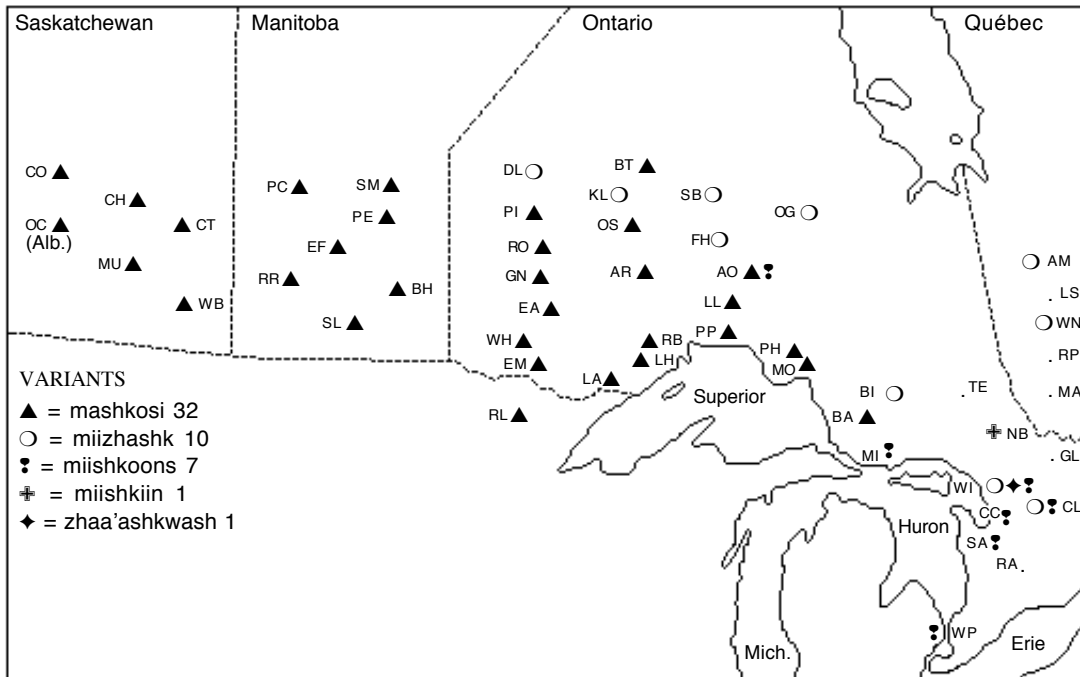 Saskatchewan Manitoba Ontario Québec
CO
CH
OC
(Alb.)
CT
MU
WB
PC
SM
PE
EF
RR
BH
SL
DL
BT
KL
SB
PI
OS
OG
RO
FH
GN
AR
AO
EA
LL
WH
RB
PP
EM
LH
PH
LA
MO
RL
AM
LS
WN
RP
TE
MA
BI
BA
NB
MI
GL
WI
CC
CL
SA
RA
WP
Superior
Huron
Mich.
Erie
VARIANTS
▲ = mashkosi 32
❍ = miizhashk 10
❣ = miishkoons 7
✙ = miishkiin 1
✦ = zhaa'ashkwash 1